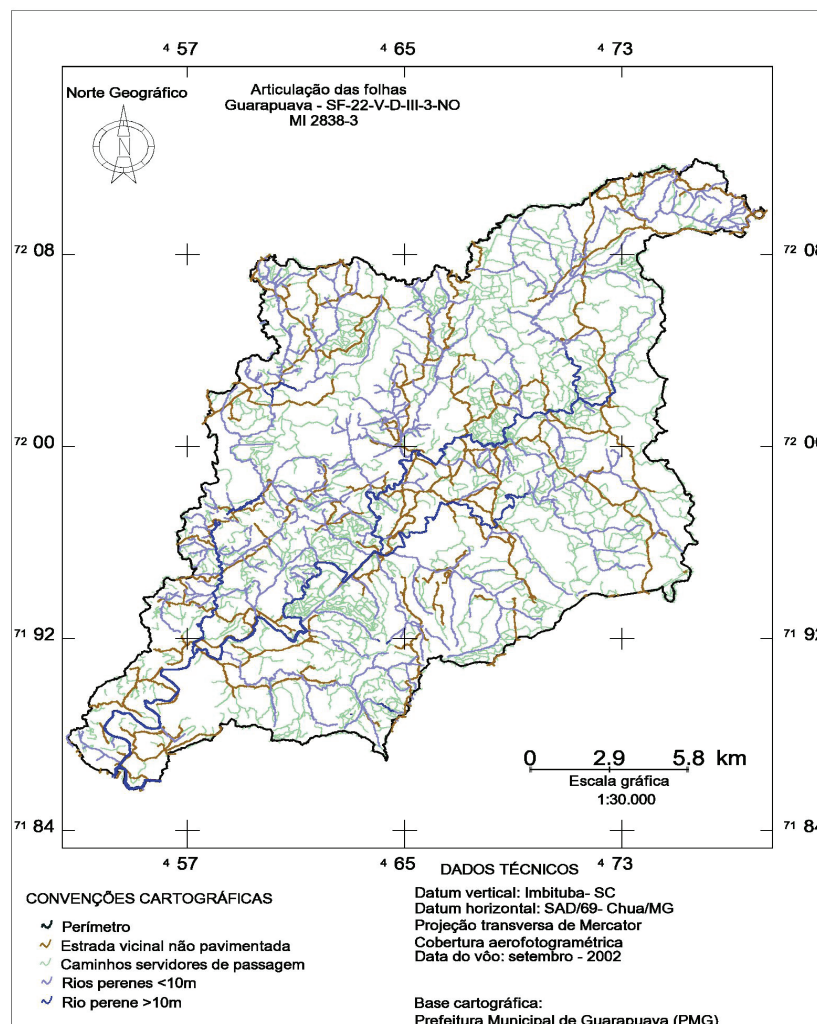 4 57 4 65 4 73
Norte Geográfico
N
Articulação das folhas
Guarapuava - SF-22-V-D-III-3-NO
MI 2838-3
72 08 72 08
72 00 72 00
71 92 71 92
0 2.9 5.8 km
Escala gráfica
1:30.000
71 84 71 84
4 57 4 65 4 73
CONVENÇÕES CARTOGRÁFICAS
Perímetro
Estrada vicinal não pavimentada
Caminhos servidores de passagem
Rios perenes <10m
Rio perene >10m
DADOS TÉCNICOS
Datum vertical: Imbituba- SC
Datum horizontal: SAD/69- Chua/MG
Projeção transversa de Mercator
Cobertura aerofotogramétrica
Data do vôo: setembro - 2002
Base cartográfica:
Prefeitura Municipal de Guarapuava (PMG)